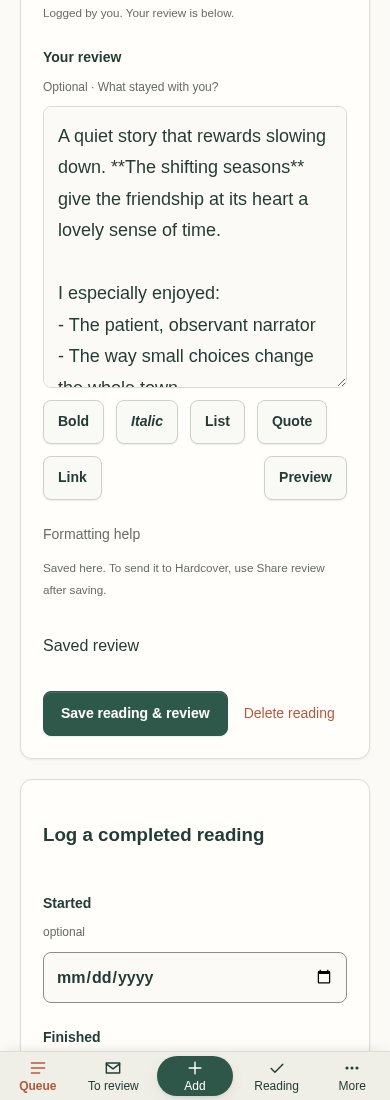 Logged by you. Your review is below.
Your review
Optional · What stayed with you?
A quiet story that rewards slowing
down. **The shifting seasons**
give the friendship at its heart a
lovely sense of time.
I especially enjoyed:
- The patient, observant narrator
- The way small choices change
the whole town
Bold
Italic
List
Quote
Link
Preview
Formatting help
Saved here. To send it to Hardcover, use Share review
after saving.
Saved review
Save reading & review
Delete reading
Log a completed reading
Started
optional
mm/dd/yyyy
Finished
Queue
To review
Add
Reading
More